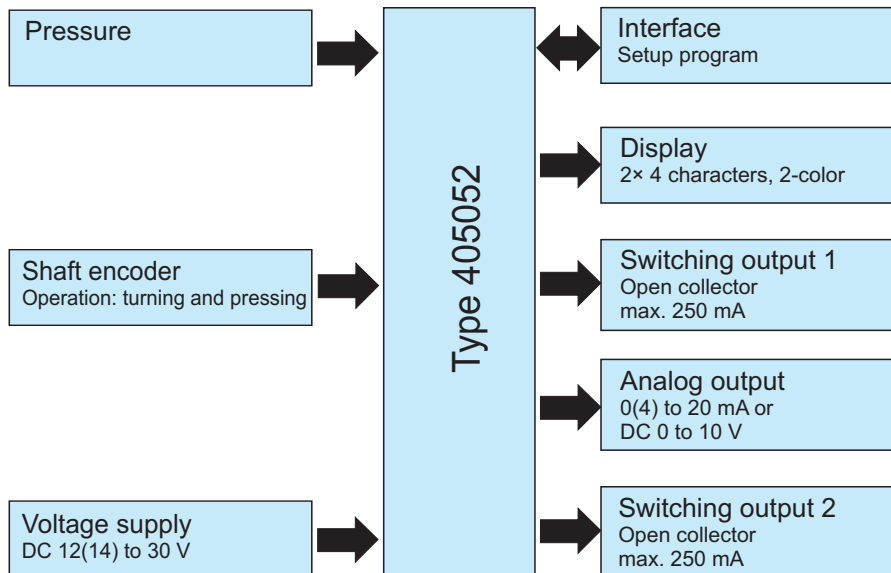 Pressure
Shaft encoder
Operation: turning and pressing
Voltage supply
DC 12(14) to 30 V
Type 405052
Interface
Setup program
Display
2× 4 characters, 2-color
Switching output 1
Open collector
max. 250 mA
Analog output
0(4) to 20 mA or
DC 0 to 10 V
Switching output 2
Open collector
max. 250 mA